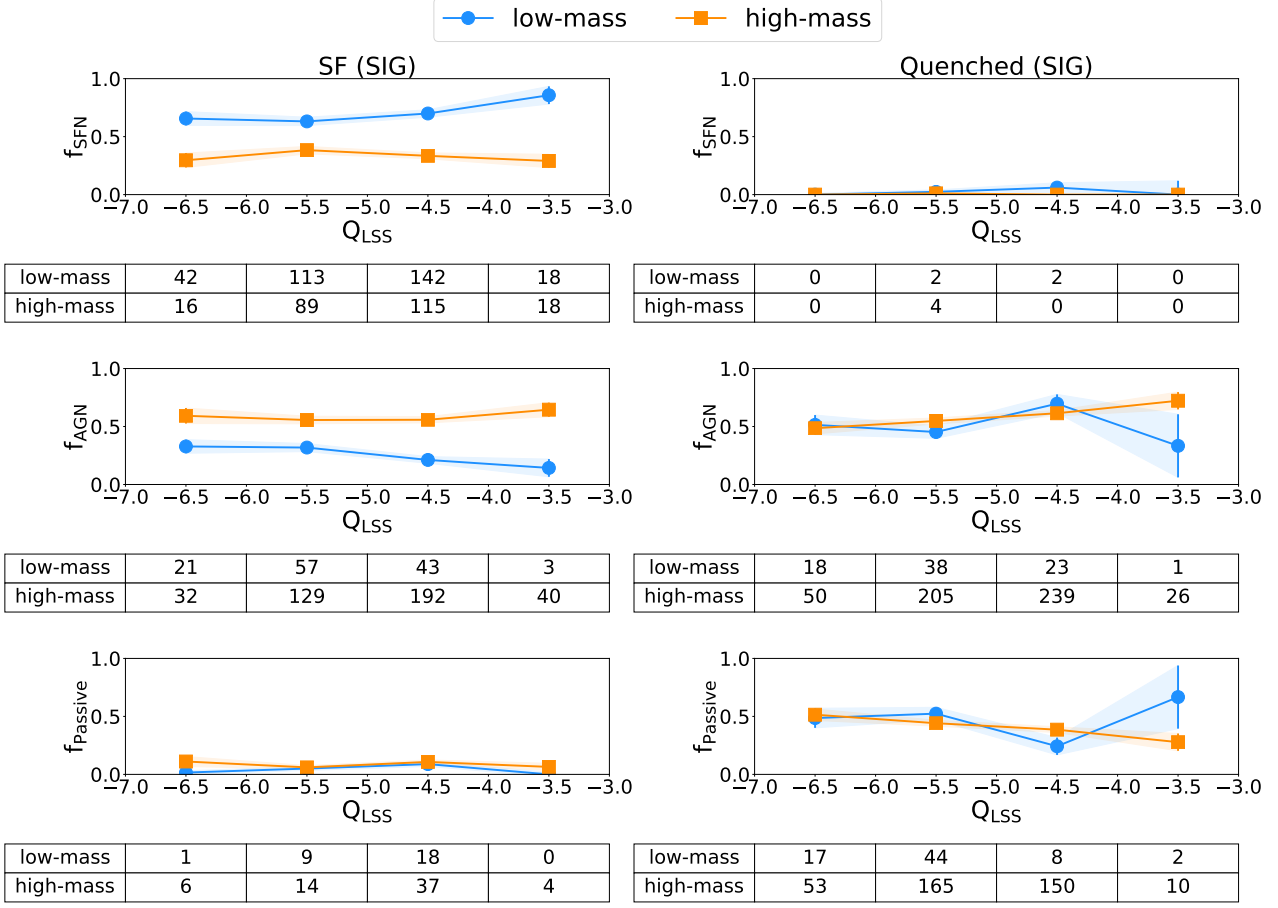 low-mass high-mass
SF (SIG)
1.0
0.5
0.0
f_SFN
−7.0 −6.5 −6.0 −5.5 −5.0 −4.5 −4.0 −3.5 −3.0
Q_LSS
low-mass 42 113 142 18
high-mass 16 89 115 18
Quenched (SIG)
1.0
0.5
0.0
f_SFN
−7.0 −6.5 −6.0 −5.5 −5.0 −4.5 −4.0 −3.5 −3.0
Q_LSS
low-mass 0 2 2 0
high-mass 0 4 0 0
1.0
0.5
0.0
f_AGN
−7.0 −6.5 −6.0 −5.5 −5.0 −4.5 −4.0 −3.5 −3.0
Q_LSS
low-mass 21 57 43 3
high-mass 32 129 192 40
1.0
0.5
0.0
f_AGN
−7.0 −6.5 −6.0 −5.5 −5.0 −4.5 −4.0 −3.5 −3.0
Q_LSS
low-mass 18 38 23 1
high-mass 50 205 239 26
1.0
0.5
0.0
f_Passive
−7.0 −6.5 −6.0 −5.5 −5.0 −4.5 −4.0 −3.5 −3.0
Q_LSS
low-mass 1 9 18 0
high-mass 6 14 37 4
1.0
0.5
0.0
f_Passive
−7.0 −6.5 −6.0 −5.5 −5.0 −4.5 −4.0 −3.5 −3.0
Q_LSS
low-mass 17 44 8 2
high-mass 53 165 150 10